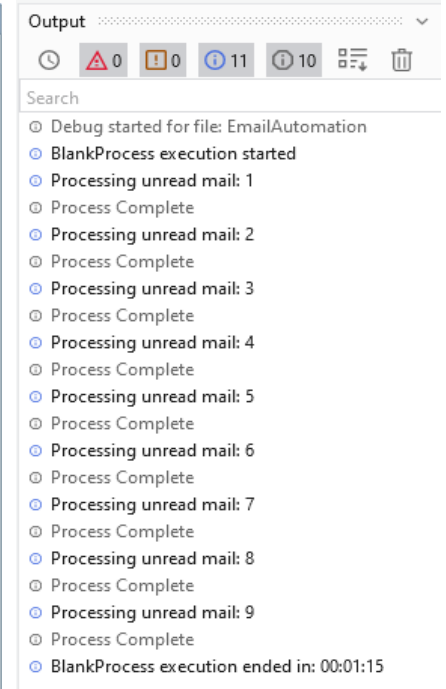 Output
0 0 11 10
Search
Debug started for file: EmailAutomation
BlankProcess execution started
Processing unread mail: 1
Process Complete
Processing unread mail: 2
Process Complete
Processing unread mail: 3
Process Complete
Processing unread mail: 4
Process Complete
Processing unread mail: 5
Process Complete
Processing unread mail: 6
Process Complete
Processing unread mail: 7
Process Complete
Processing unread mail: 8
Process Complete
Processing unread mail: 9
Process Complete
BlankProcess execution ended in: 00:01:15